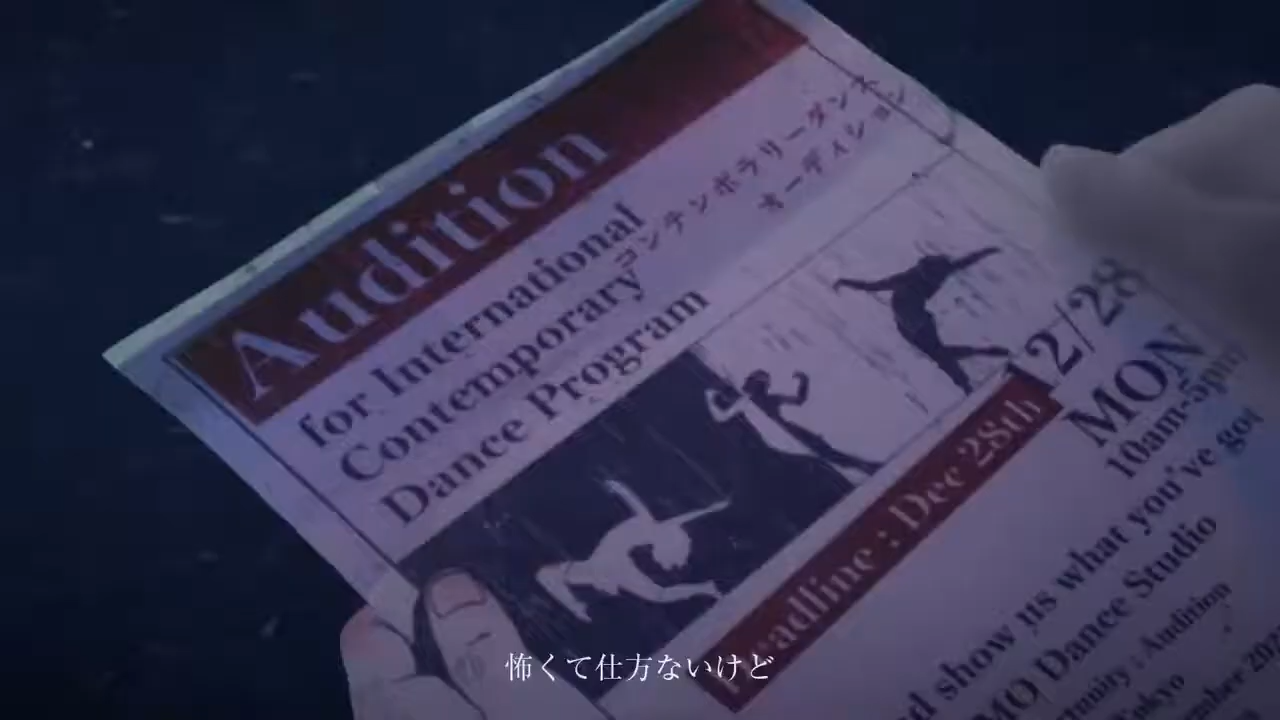 Audition
for International
Contemporary
Dance Program
コンテンポラリーダンス
オーディション
12/28
MON
10am-5pm
Deadline : Dec 28th
show us what you've got
MO Dance Studio
Audition
Tokyo
怖くて仕方ないけど